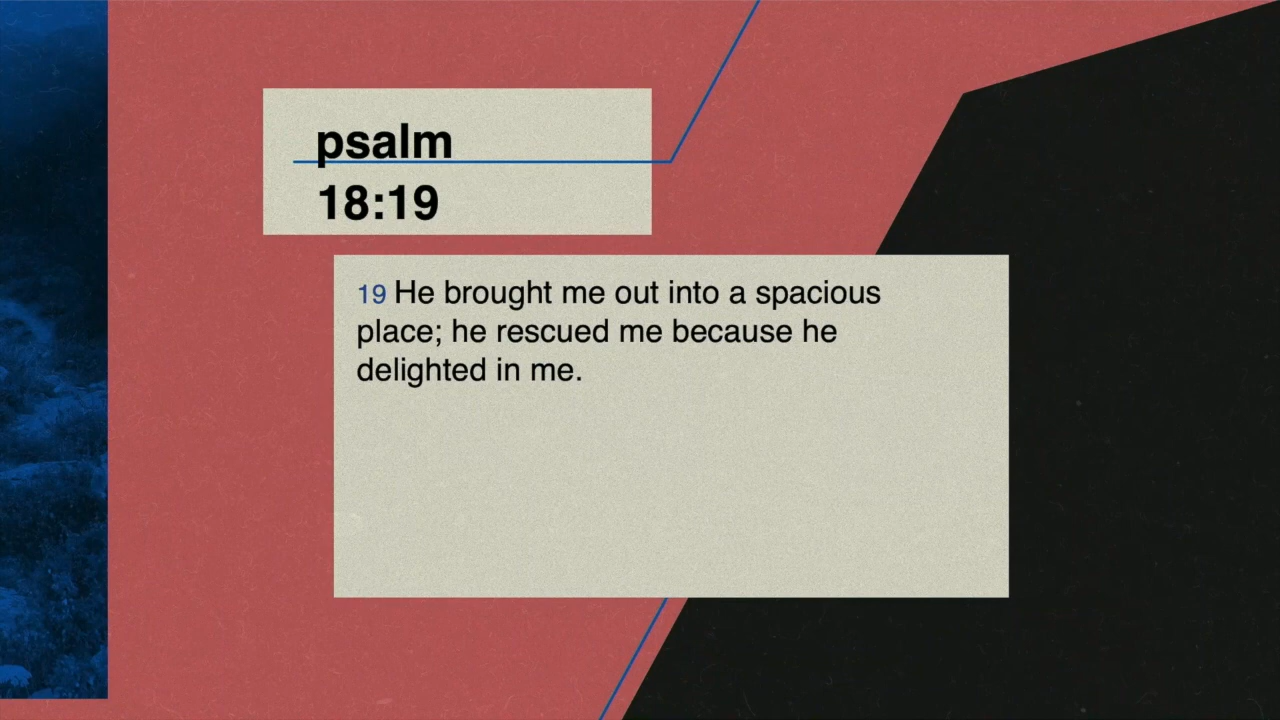 psalm
18:19
19 He brought me out into a spacious
place; he rescued me because he
delighted in me.